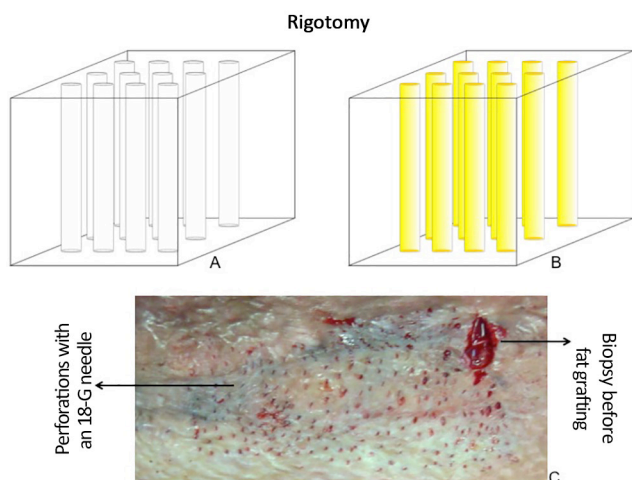 Rigotomy
A
B
Perforations with
an 18-G needle
Biopsy before
fat grafting
C